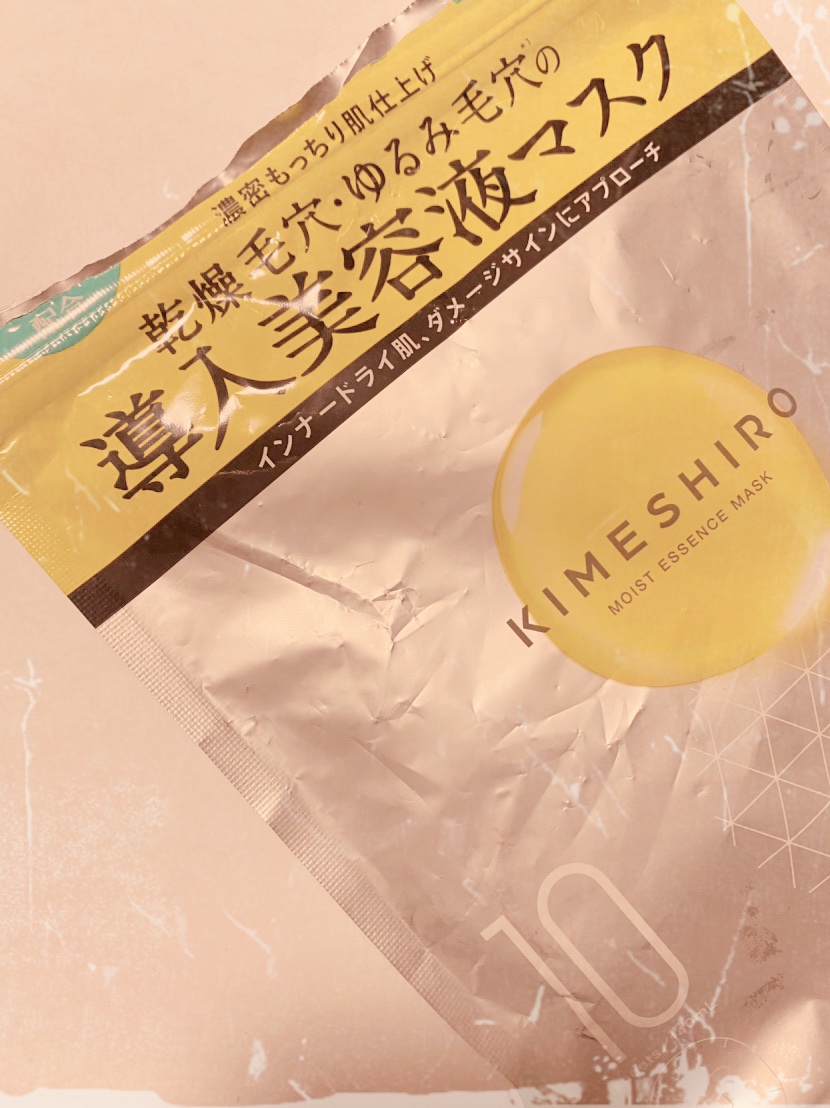 濃密もっちり肌仕上げ
乾燥毛穴・ゆるみ毛穴の
導入美容液マスク
インナードライ肌、ダメージサインにアプローチ
配合
KIMESHIRO
MOIST ESSENCE MASK
10